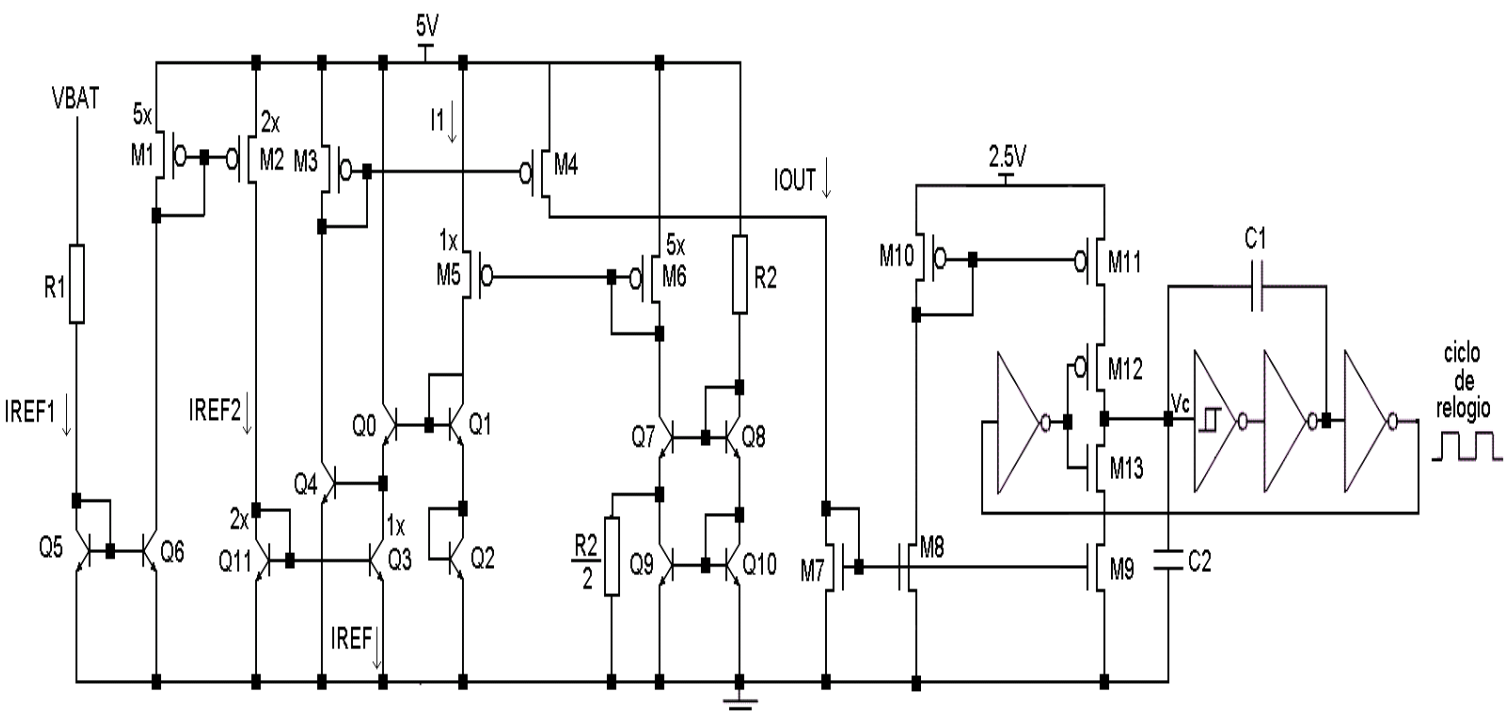 5V
VBAT
5x
M1
2x
M2
M3
I1
M4
IOUT
2.5V
R1
1x
M5
5x
M6
R2
M10
M11
C1
IREF1
IREF2
Q0
Q1
Q7
Q8
M12
Vc
M13
ciclo
de
relogio
Q4
Q5
Q6
2x
Q11
1x
Q3
Q2
R2
2
Q9
Q10
M7
M8
M9
C2
IREF